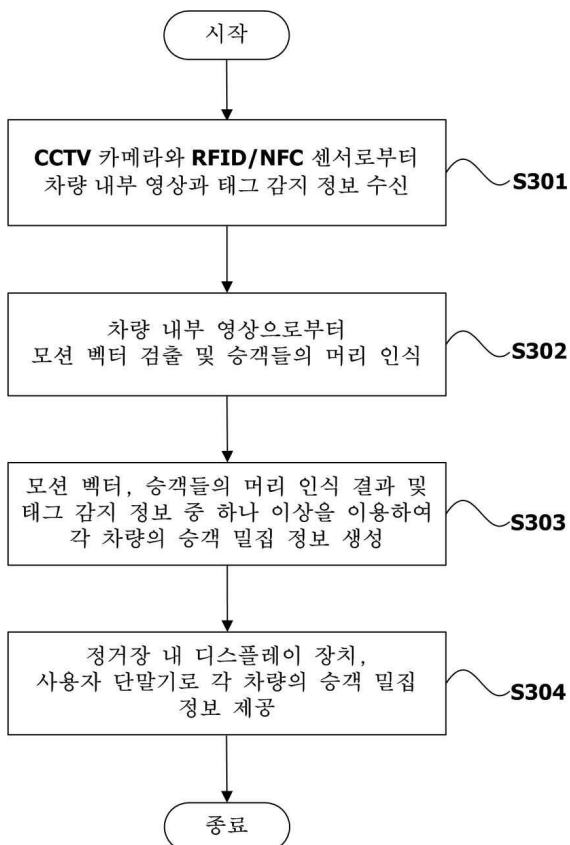 시작
CCTV 카메라와 RFID/NFC 센서로부터
차량 내부 영상과 태그 감지 정보 수신
S301
차량 내부 영상으로부터
모션 벡터 검출 및 승객들의 머리 인식
S302
모션 벡터, 승객들의 머리 인식 결과 및
태그 감지 정보 중 하나 이상을 이용하여
각 차량의 승객 밀집 정보 생성
S303
정거장 내 디스플레이 장치,
사용자 단말기로 각 차량의 승객 밀집
정보 제공
S304
종료